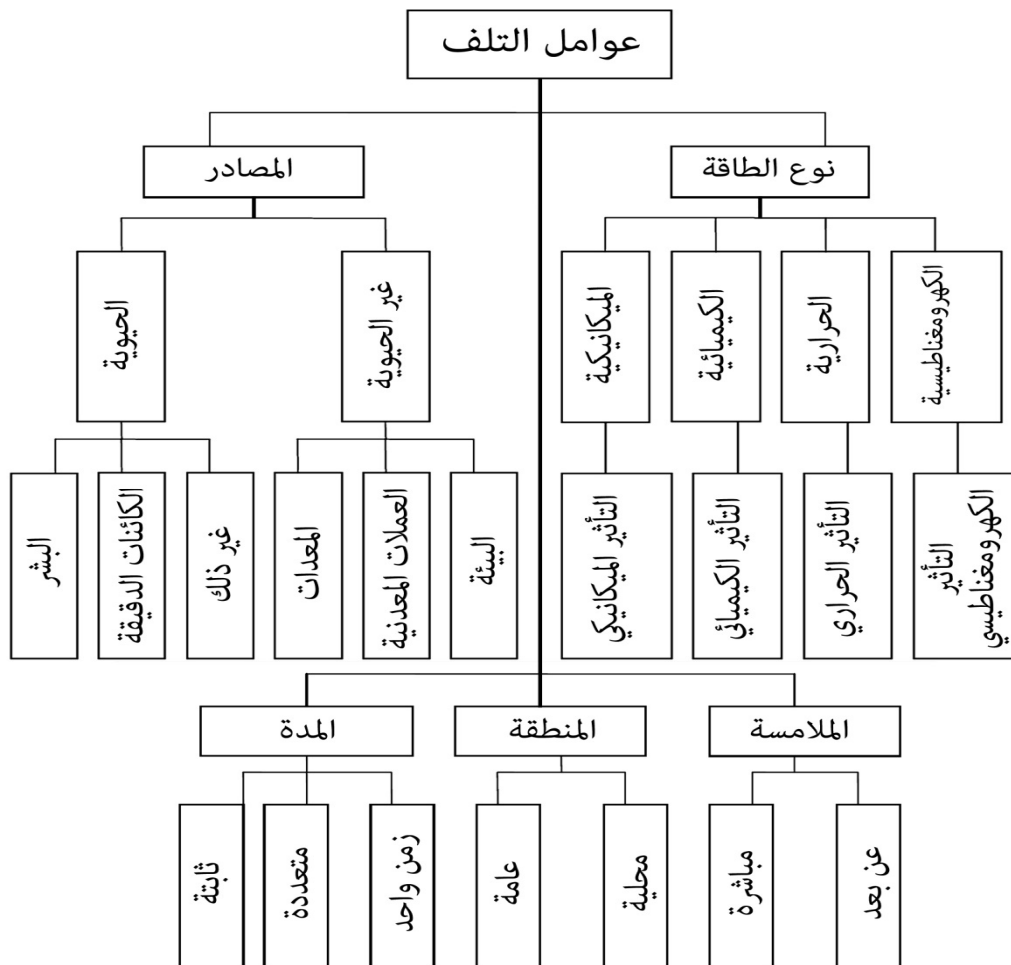 عوامل التلف
نوع الطاقة
المصادر
الكهرومغناطيسية
الحرارية
الكيميائية
الميكانيكية
غير الحيوية
الحيوية
التأثير
الكهرومغناطيسي
التأثير الحراري
التأثير الكيميائي
التأثير الميكانيكي
البيئة
العملات المعدنية
المعدات
غير ذلك
الكائنات الدقيقة
البشر
الملامسة
المنطقة
المدة
عن بعد
مباشرة
محلية
عامة
زمن واحد
متعددة
ثابتة